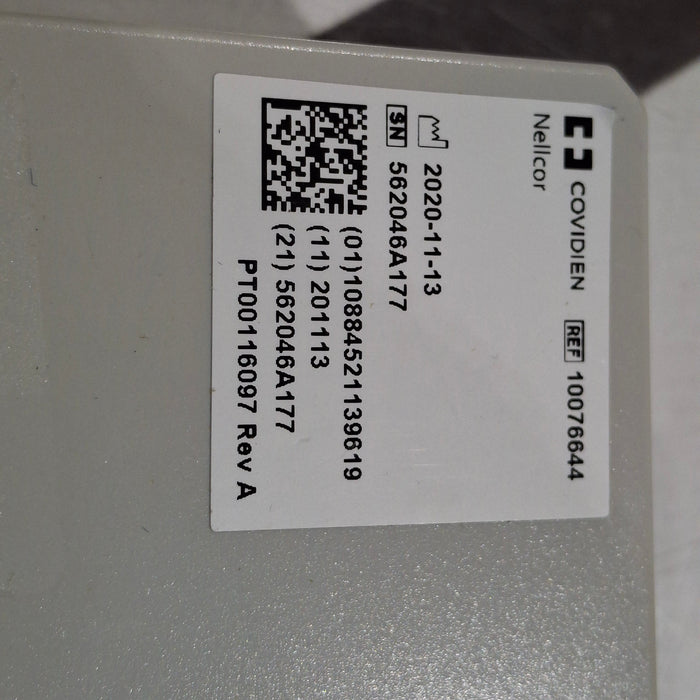 COVIDIEN REF 10076644
Nellcor
2020-11-13
SN 562046A177
(01)10884521139619
(11) 201113
(21) 562046A177
PT00116097 Rev A